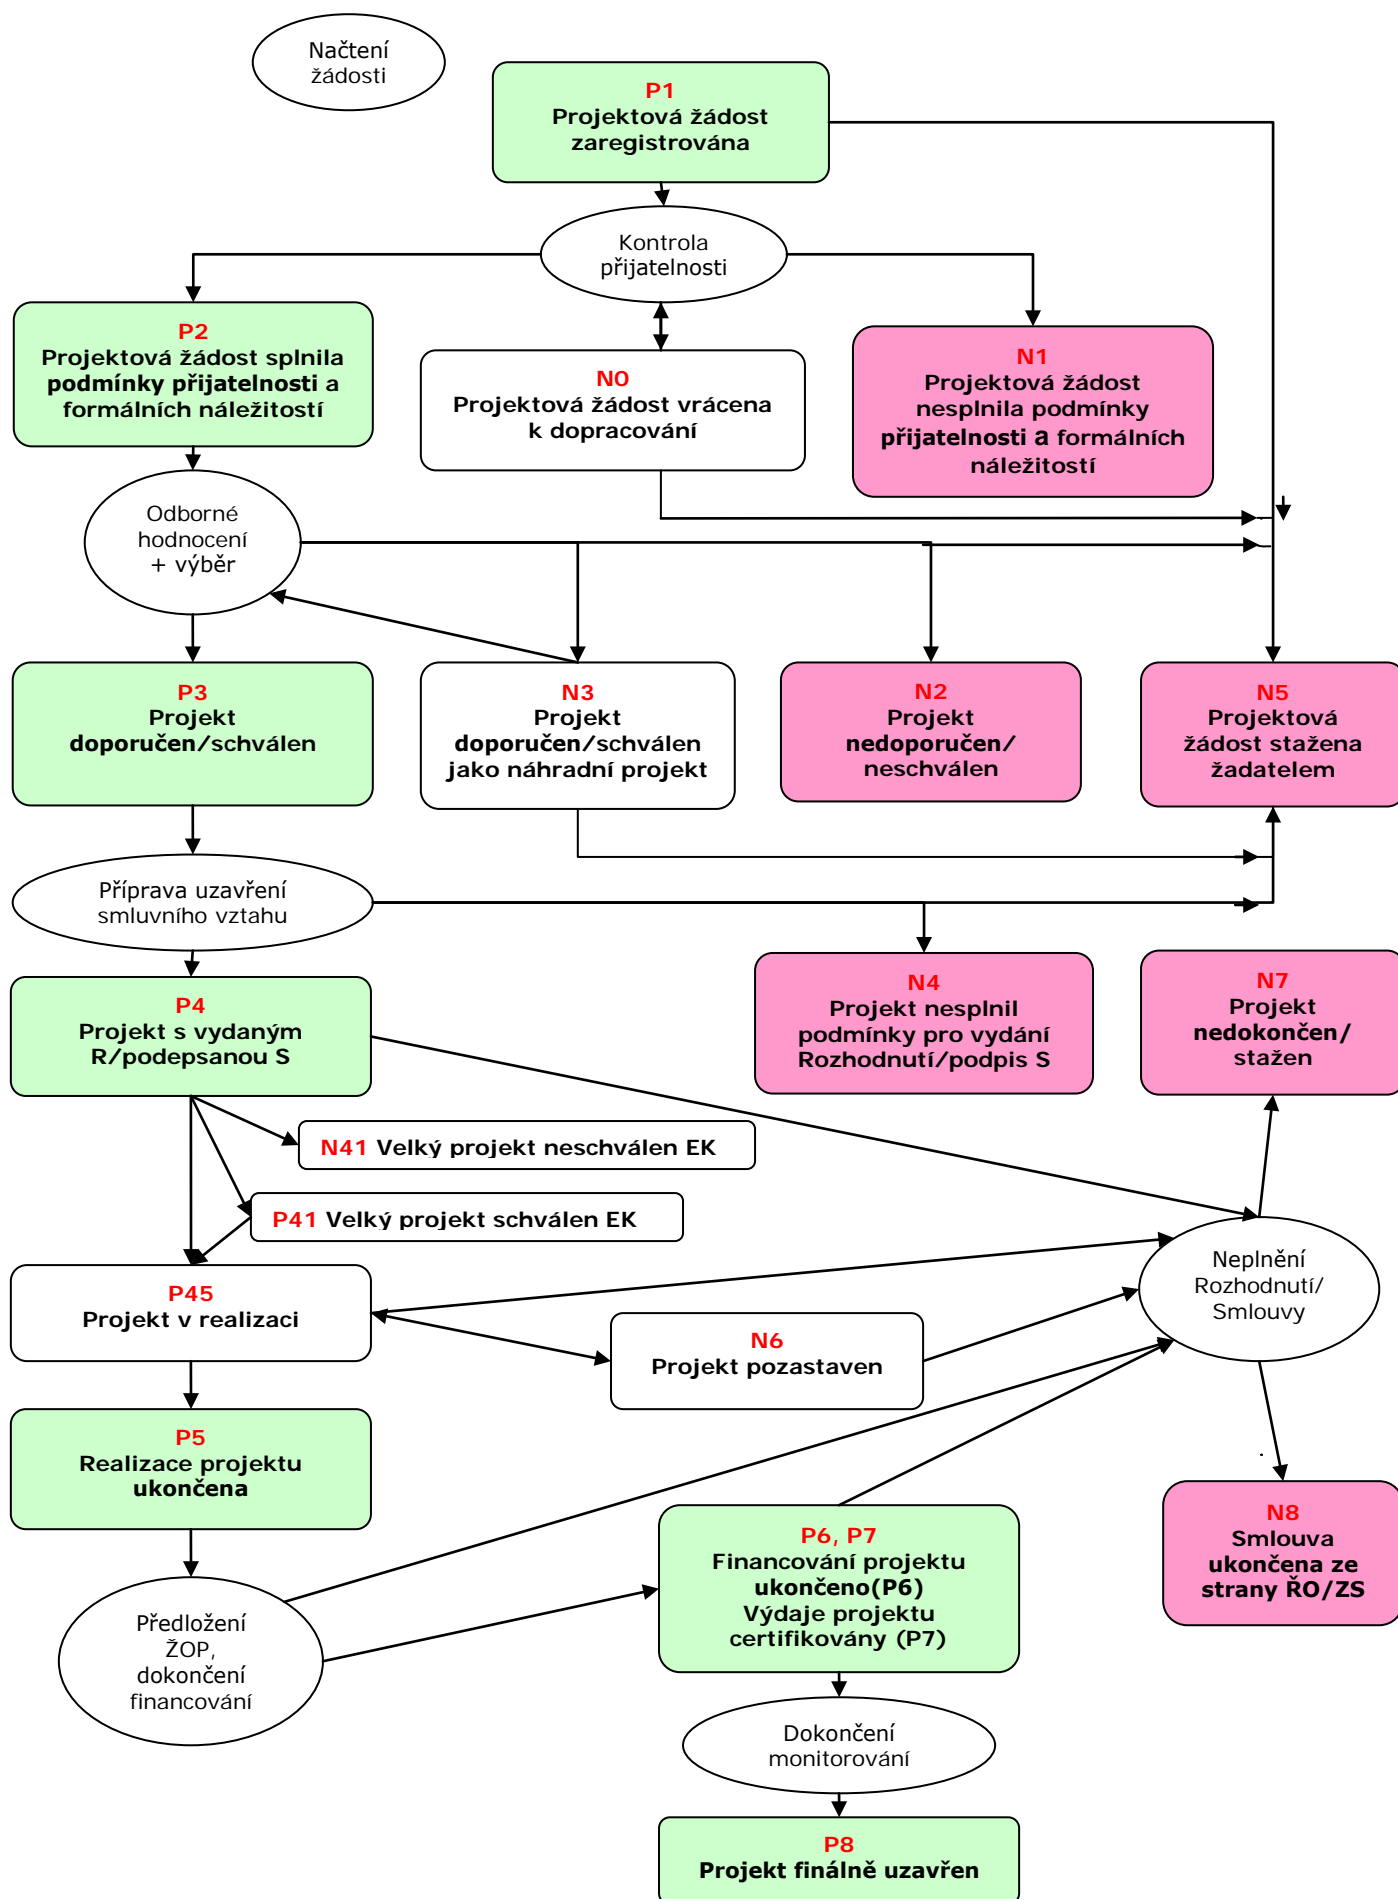 Načtení
žádosti
P1
Projektová žádost
zaregistrována
Kontrola
přijatelnosti
P2
Projektová žádost splnila
podmínky přijatelnosti a
formálních náležitostí
N0
Projektová žádost vrácena
k dopracování
N1
Projektová žádost
nesplnila podmínky
přijatelnosti a formálních
náležitostí
Odborné
hodnocení
+ výběr
P3
Projekt
doporučen/schválen
N3
Projekt
doporučen/schválen
jako náhradní projekt
N2
Projekt
nedoporučen/
neschválen
N5
Projektová
žádost stažena
žadatelem
Příprava uzavření
smluvního vztahu
P4
Projekt s vydaným
R/podepsanou S
N4
Projekt nesplnil
podmínky pro vydání
Rozhodnutí/podpis S
N7
Projekt
nedokončen/
stažen
N41 Velký projekt neschválen EK
P41 Velký projekt schválen EK
P45
Projekt v realizaci
N6
Projekt pozastaven
Neplnění
Rozhodnutí/
Smlouvy
P5
Realizace projektu
ukončena
P6, P7
Financování projektu
ukončeno(P6)
Výdaje projektu
certifikovány (P7)
N8
Smlouva
ukončena ze
strany ŘO/ZS
Předložení
ŽOP,
dokončení
financování
Dokončení
monitorování
P8
Projekt finálně uzavřen